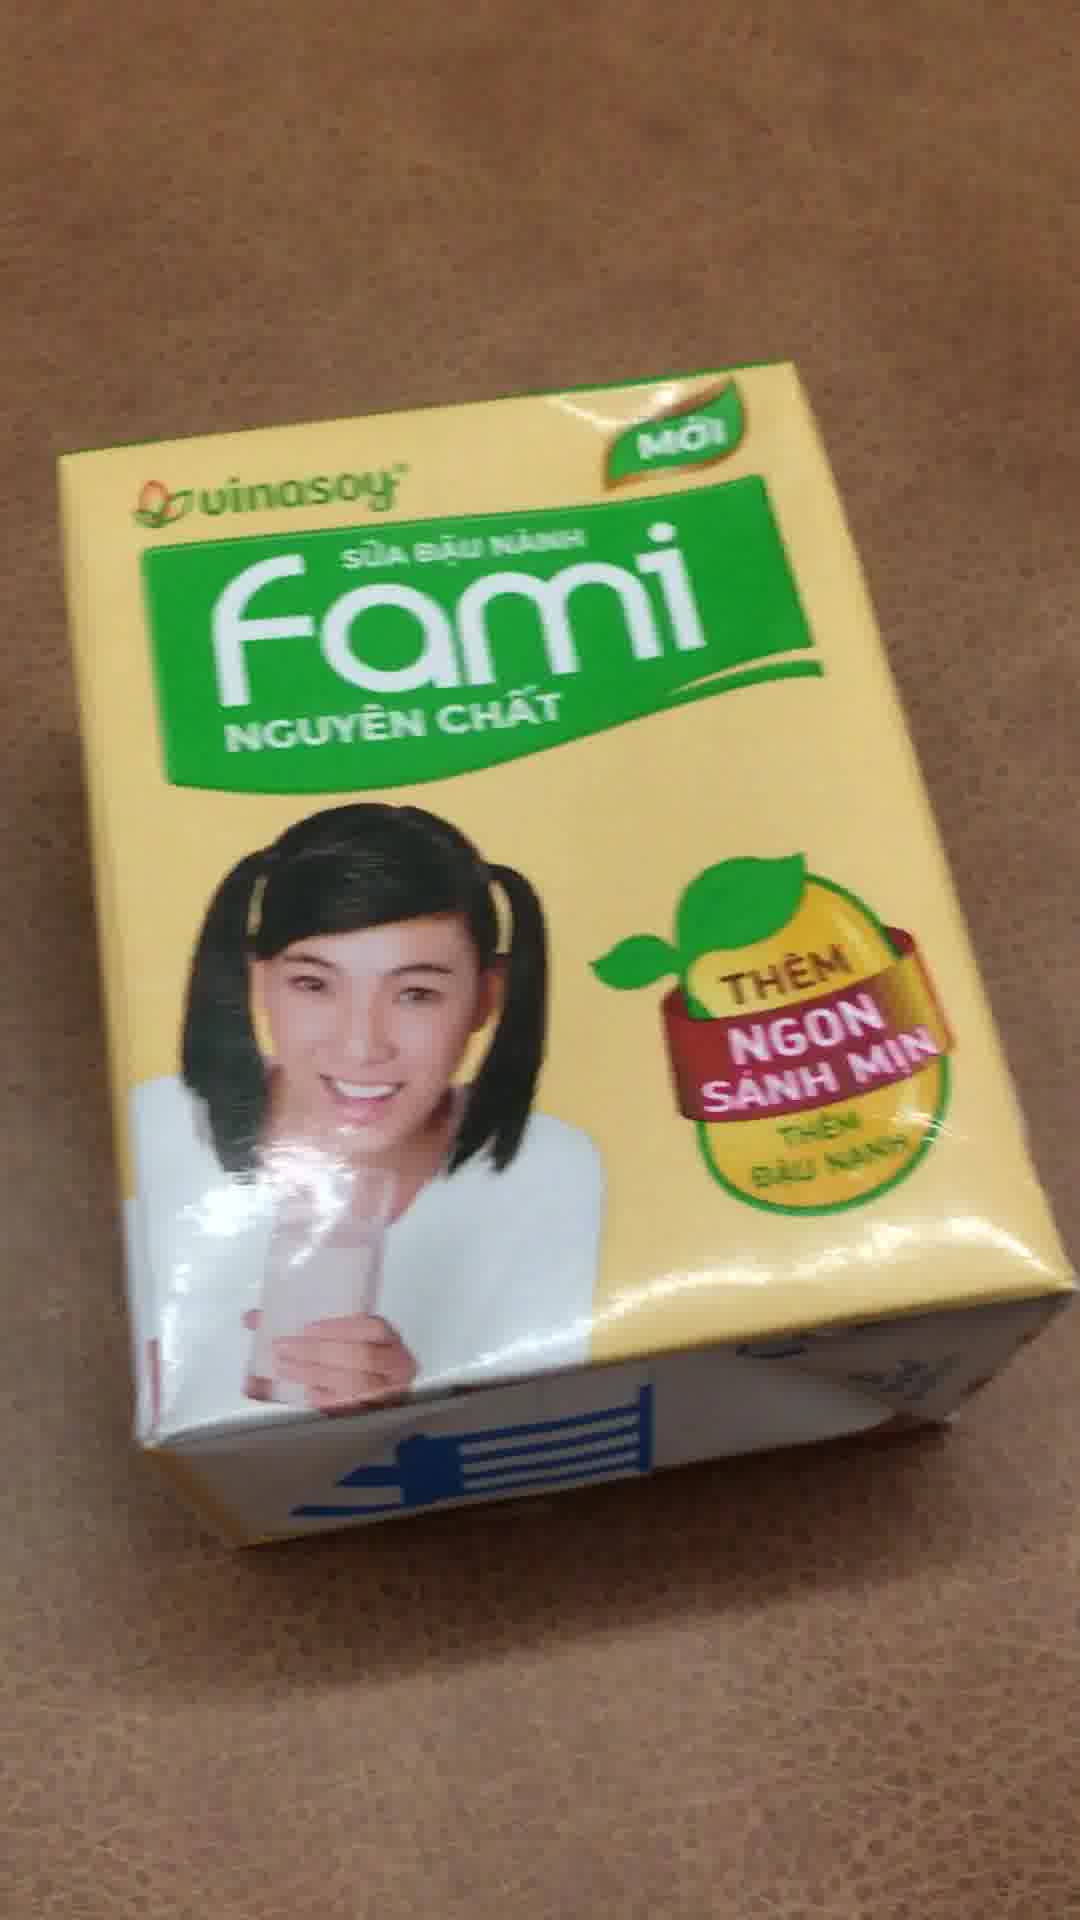 MỚI
vinasoy
SỮA ĐẬU NÀNH
fami
NGUYÊN CHẤT
THÊM
NGON
SÁNH MỊN
THÊM
ĐẬU NÀNH